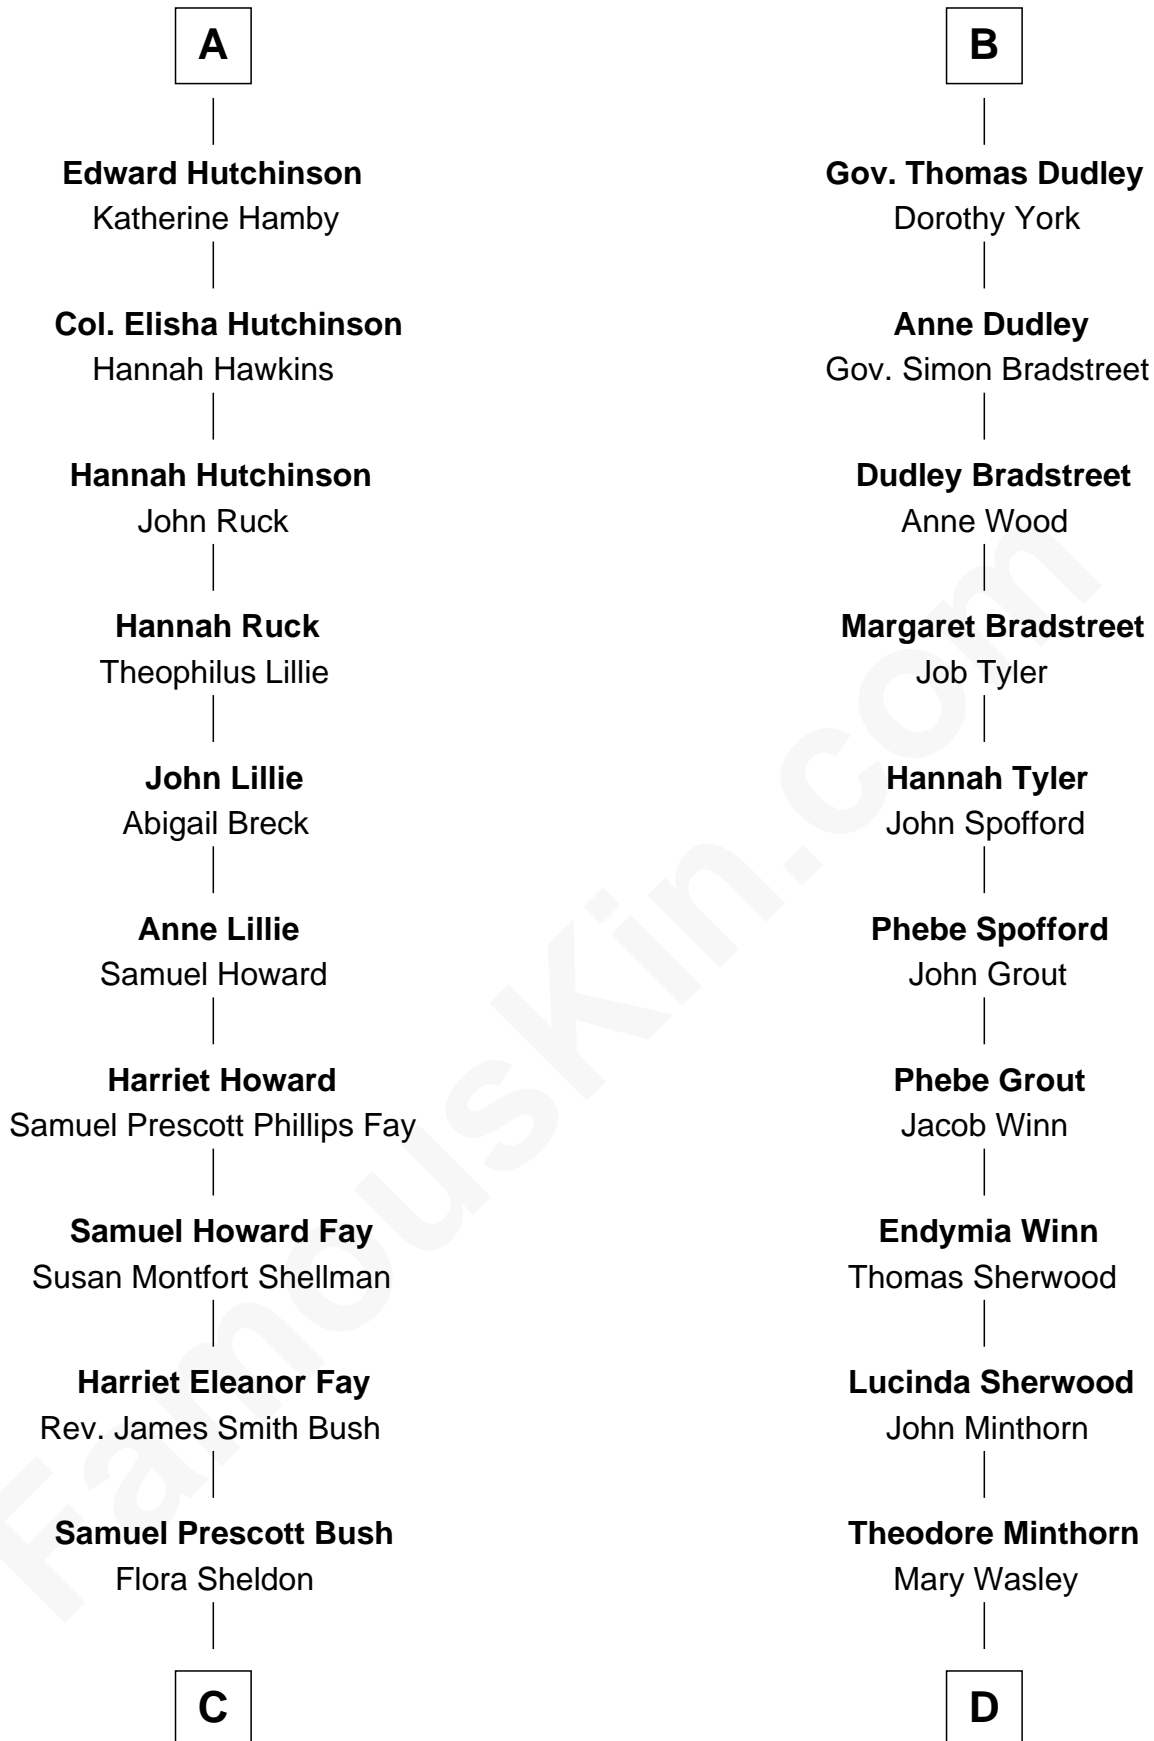 A
Edward Hutchinson
Katherine Hamby
Col. Elisha Hutchinson
Hannah Hawkins
Hannah Hutchinson
John Ruck
Hannah Ruck
Theophilus Lillie
John Lillie
Abigail Breck
Anne Lillie
Samuel Howard
Harriet Howard
Samuel Prescott Phillips Fay
Samuel Howard Fay
Susan Montfort Shellman
Harriet Eleanor Fay
Rev. James Smith Bush
Samuel Prescott Bush
Flora Sheldon
C
B
Gov. Thomas Dudley
Dorothy York
Anne Dudley
Gov. Simon Bradstreet
Dudley Bradstreet
Anne Wood
Margaret Bradstreet
Job Tyler
Hannah Tyler
John Spofford
Phebe Spofford
John Grout
Phebe Grout
Jacob Winn
Endymia Winn
Thomas Sherwood
Lucinda Sherwood
John Minthorn
Theodore Minthorn
Mary Wasley
D
FamousKin.com